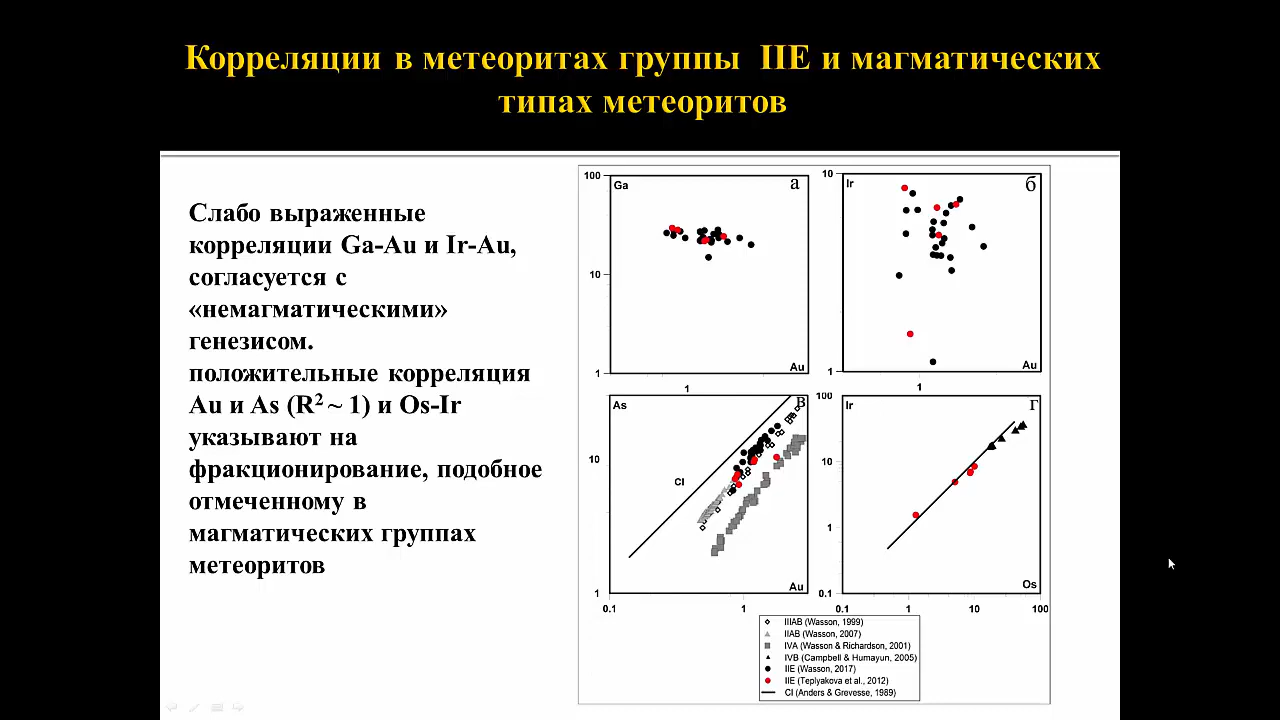 Корреляции в метеоритах группы IIE и магматических
типах метеоритов
Слабо выраженные
корреляции Ga-Au и Ir-Au,
согласуется с
«немагматическими»
генезисом.
положительные корреляция
Au и As (R² ~ 1) и Os-Ir
указывают на
фракционирование, подобное
отмеченному в
магматических группах
метеоритов
100
Ga
а
10
1
Au
1
10
Ir
б
1
Au
1
As
в
10
CI
1
Au
0.1
1
100
Ir
г
10
1
0.1
Os
0.1
1
10
100
IIIAB (Wasson, 1999)
IIAB (Wasson, 2007)
IVA (Wasson & Richardson, 2001)
IVB (Campbell & Humayun, 2005)
IIE (Wasson, 2017)
IIE (Teplyakova et al., 2012)
CI (Anders & Grevesse, 1989)